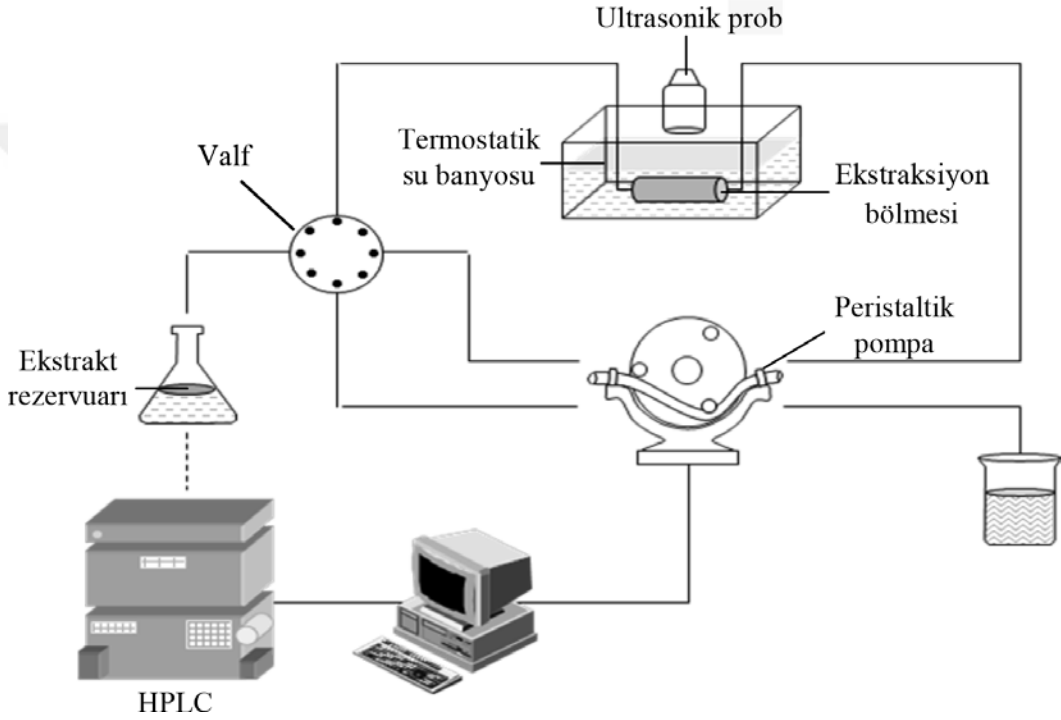 Ultrasonik prob
Termostatik
su banyosu
Valf
Ekstraksiyon
bölmesi
Peristaltik
pompa
Ekstrakt
rezervuarı
HPLC